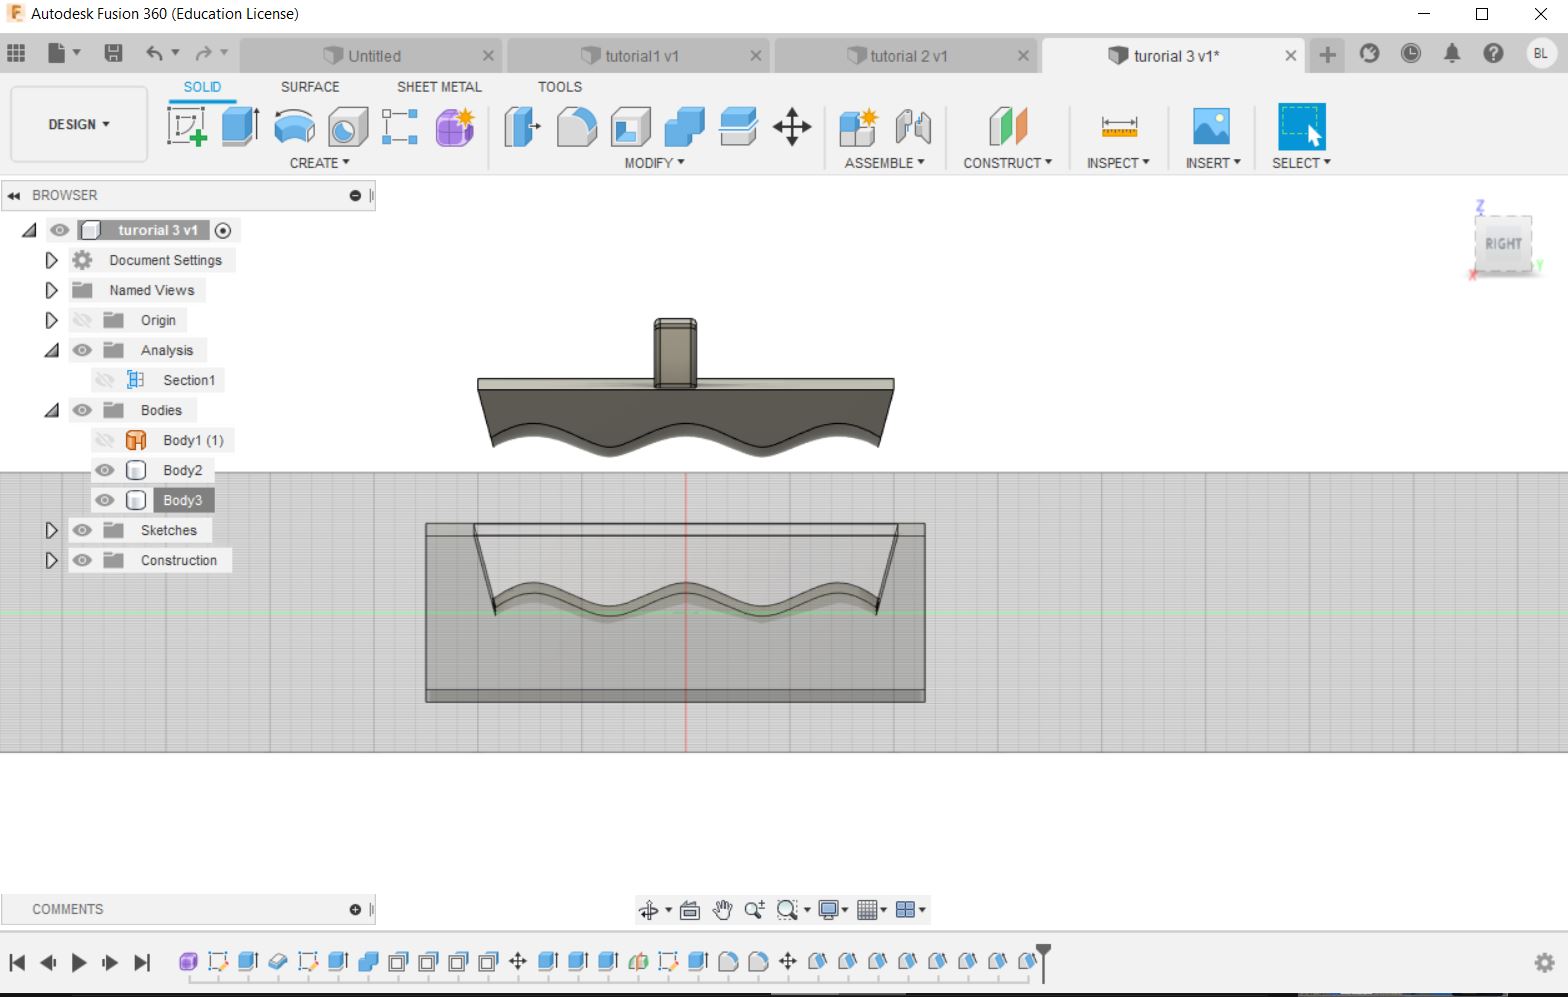 Autodesk Fusion 360 (Education License)
Untitled
tutorial1 v1
tutorial 2 v1
turorial 3 v1*
BL
SOLID
SURFACE
SHEET METAL
TOOLS
DESIGN
CREATE
MODIFY
ASSEMBLE
CONSTRUCT
INSPECT
INSERT
SELECT
BROWSER
turorial 3 v1
Document Settings
Named Views
Origin
Analysis
Section1
Bodies
Body1 (1)
Body2
Body3
Sketches
Construction
Z
RIGHT
X
Y
COMMENTS